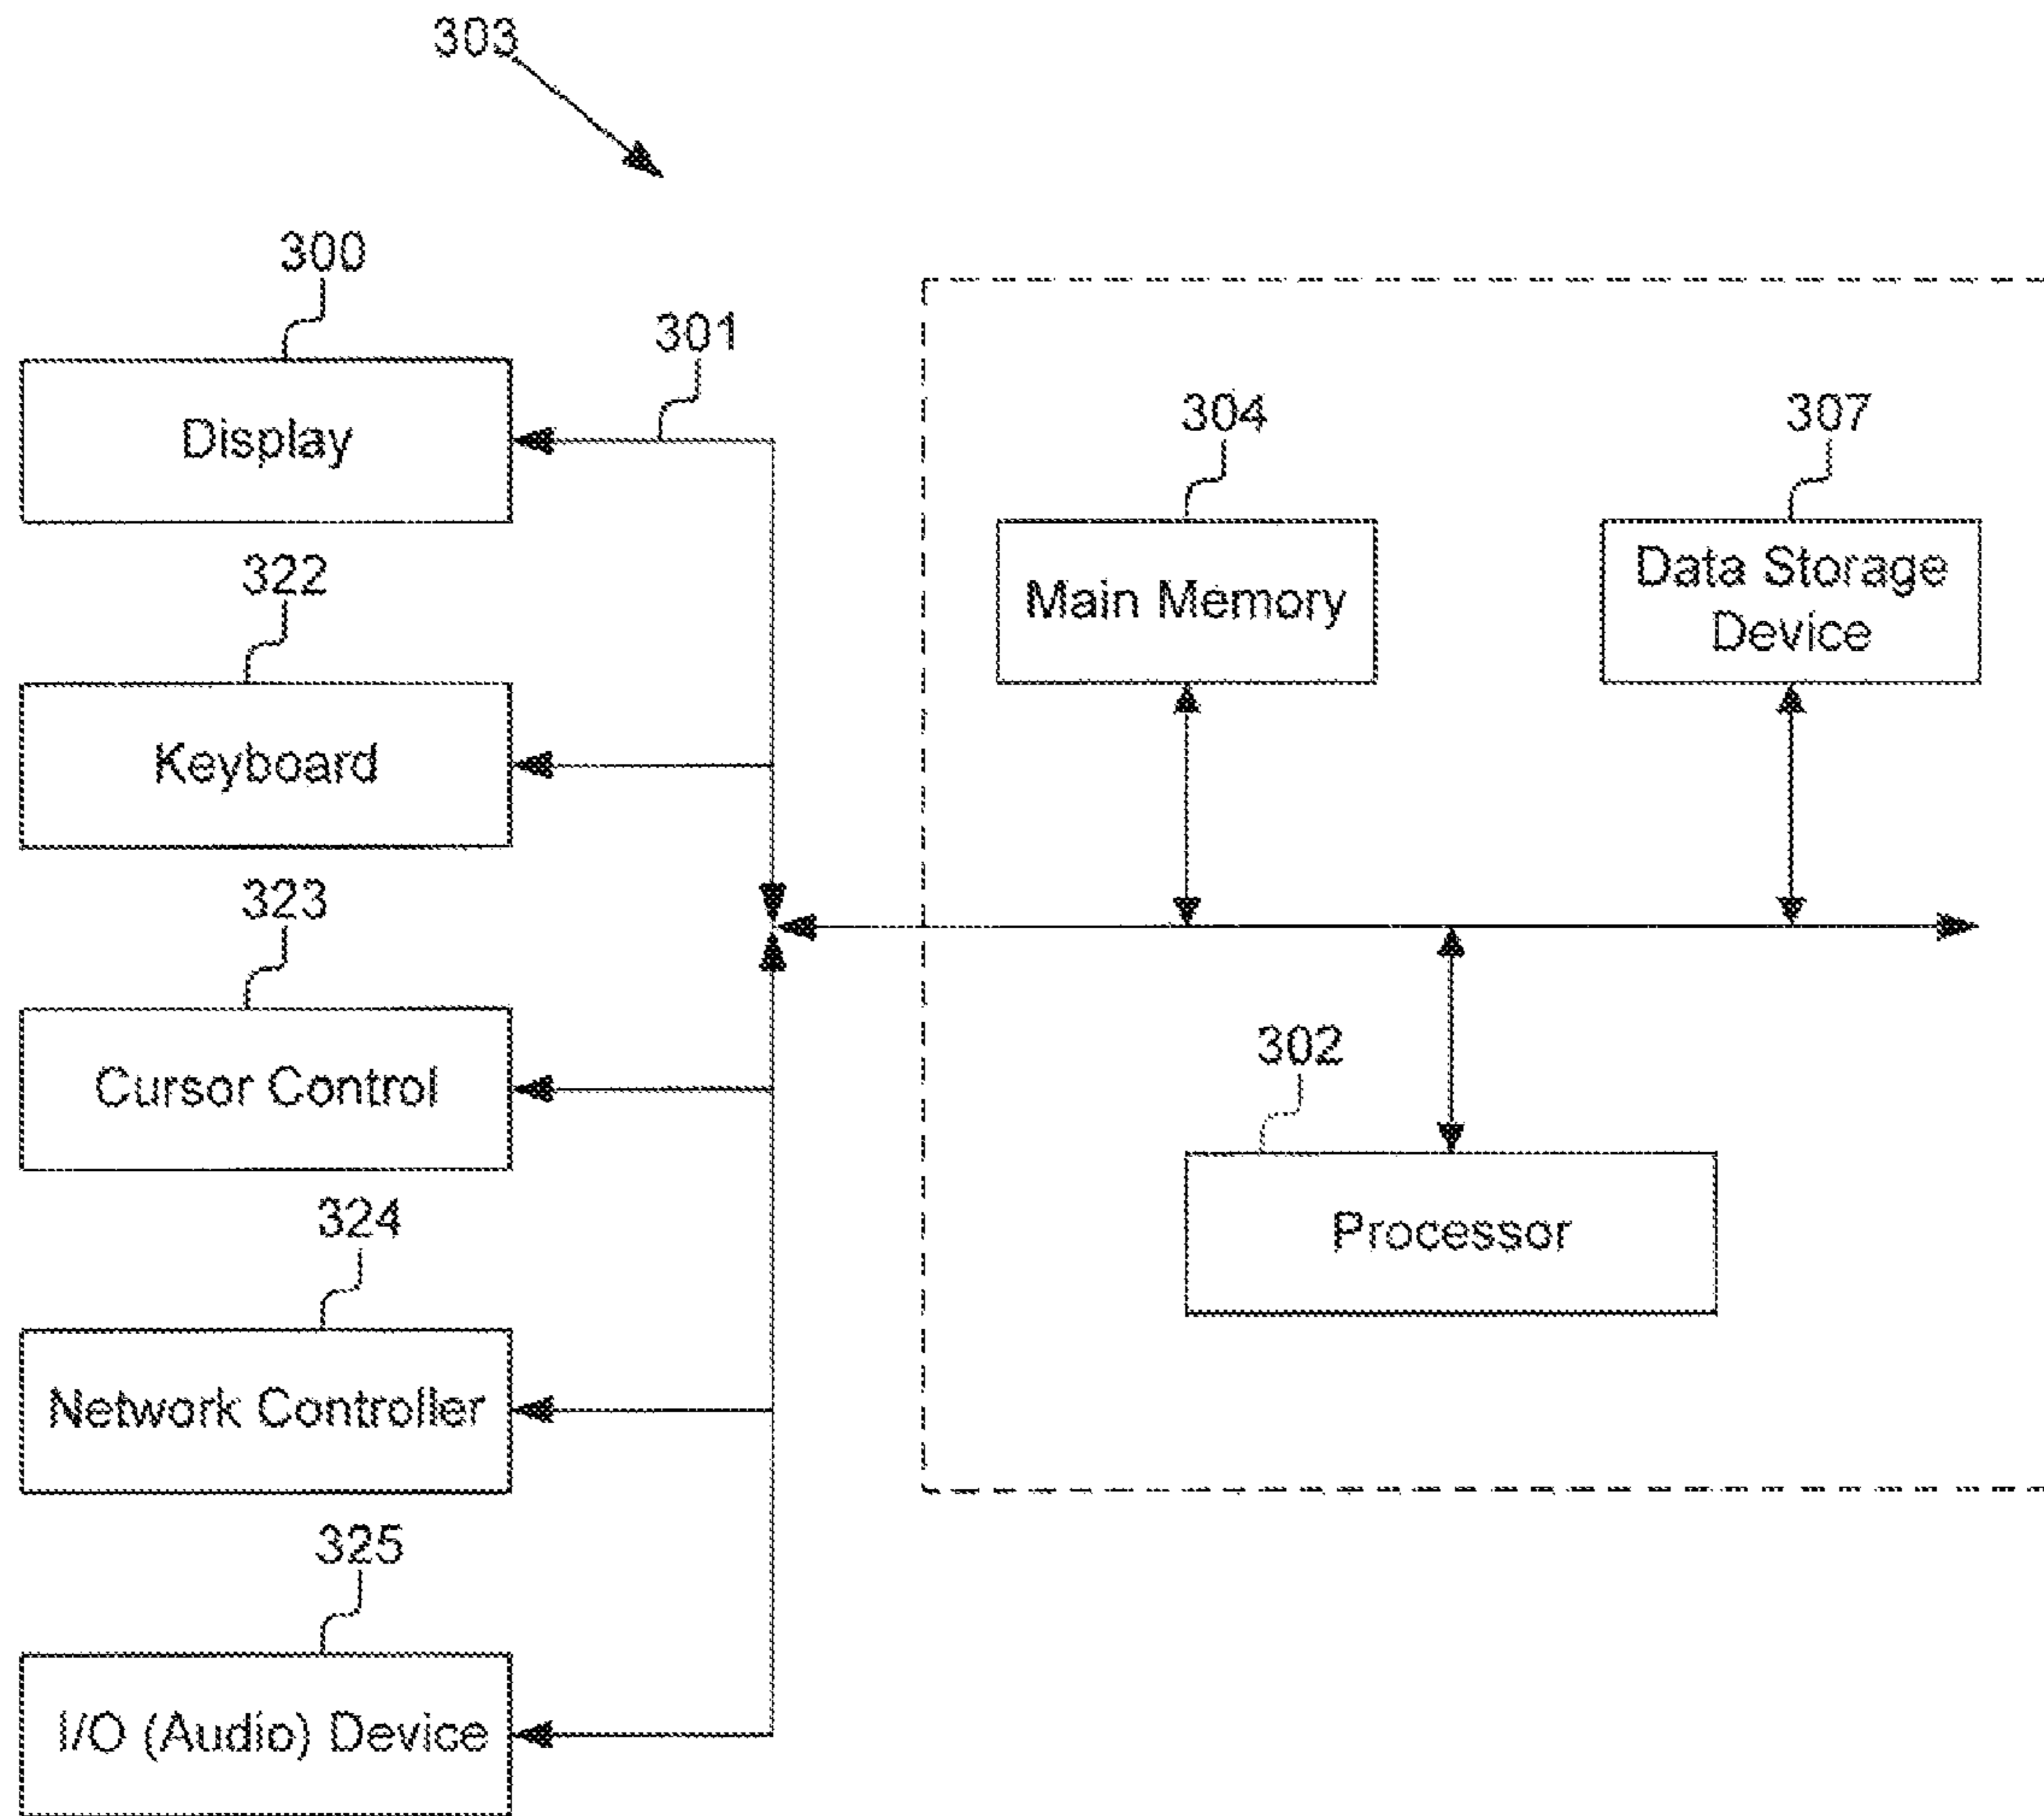 303
300
Display
301
322
Keyboard
323
Cursor Control
324
Network Controller
325
I/O (Audio) Device
304
Main Memory
307
Data Storage
Device
302
Processor